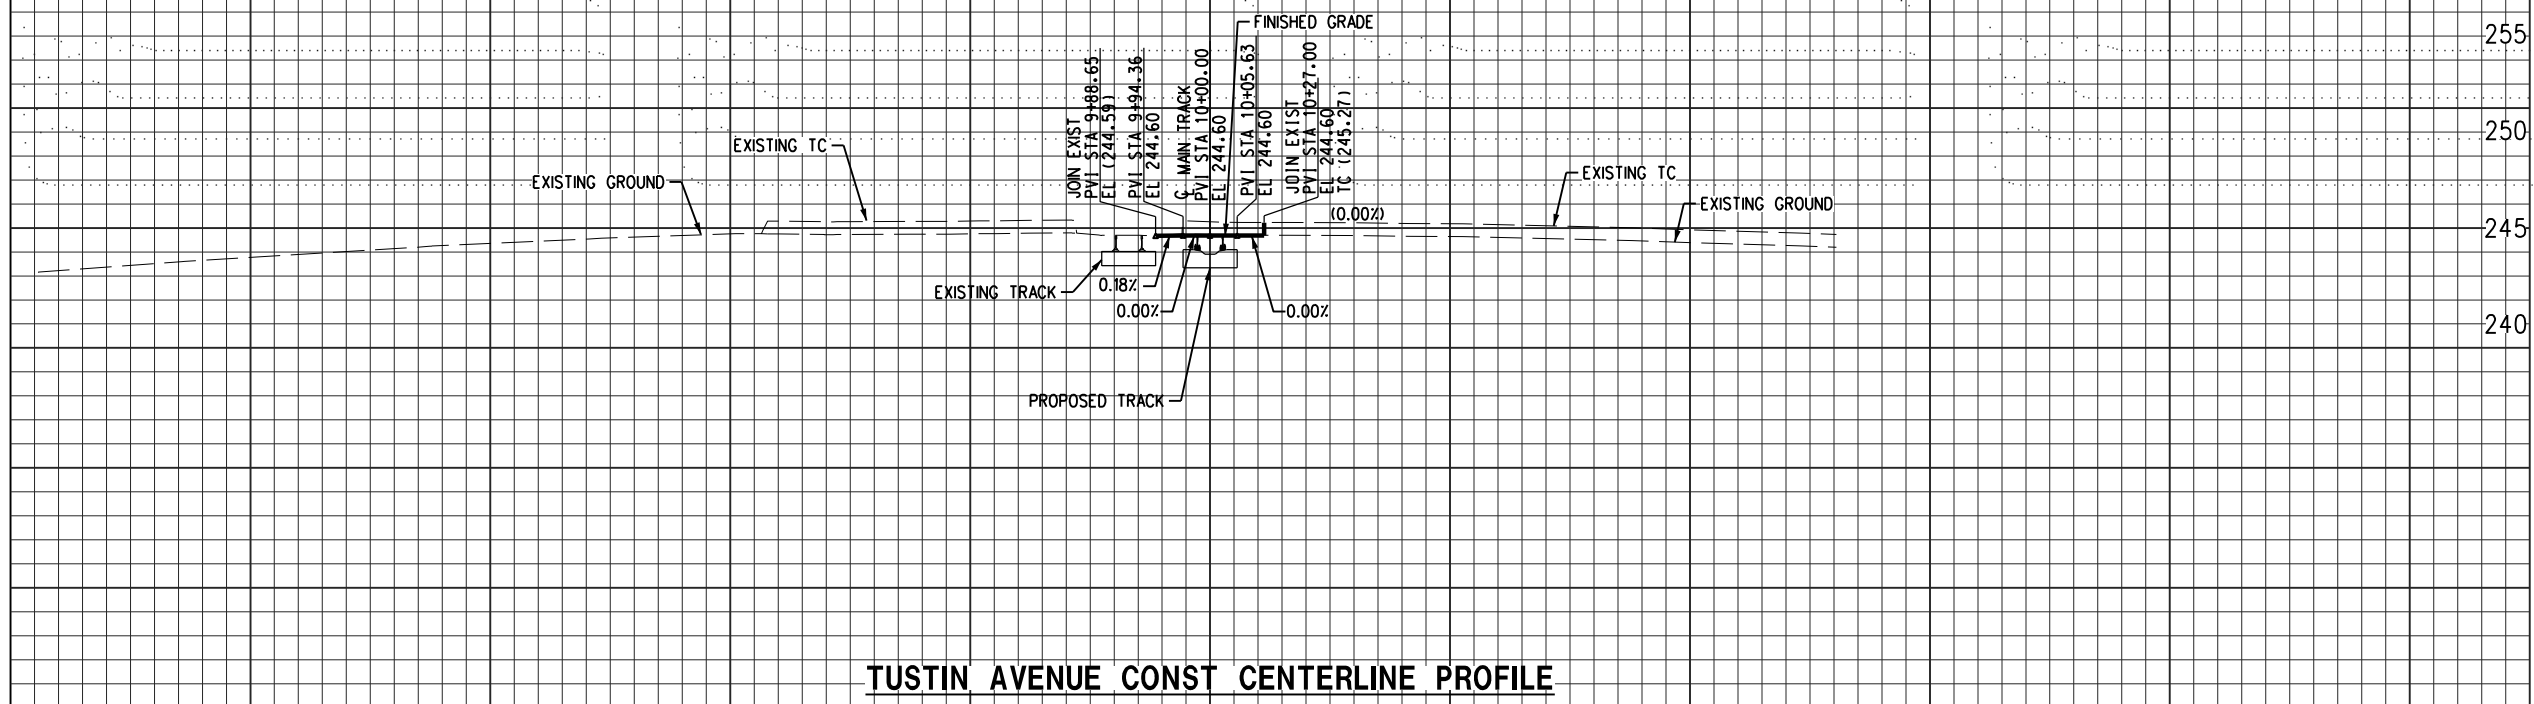 FINISHED GRADE
255
JOIN EXIST
PVI STA 9+88.65
EL (244.59)
PVI STA 9+94.36
EL 244.60
℄ MAIN TRACK
PVI STA 10+00.00
EL 244.60
PVI STA 10+05.63
EL 244.60
JOIN EXIST
PVI STA 10+27.00
EL 244.60
TC (245.27)
250
EXISTING TC
EXISTING GROUND
EXISTING TC
EXISTING GROUND
(0.00%)
245
EXISTING TRACK
0.18%
0.00%
0.00%
240
PROPOSED TRACK
TUSTIN AVENUE CONST CENTERLINE PROFILE